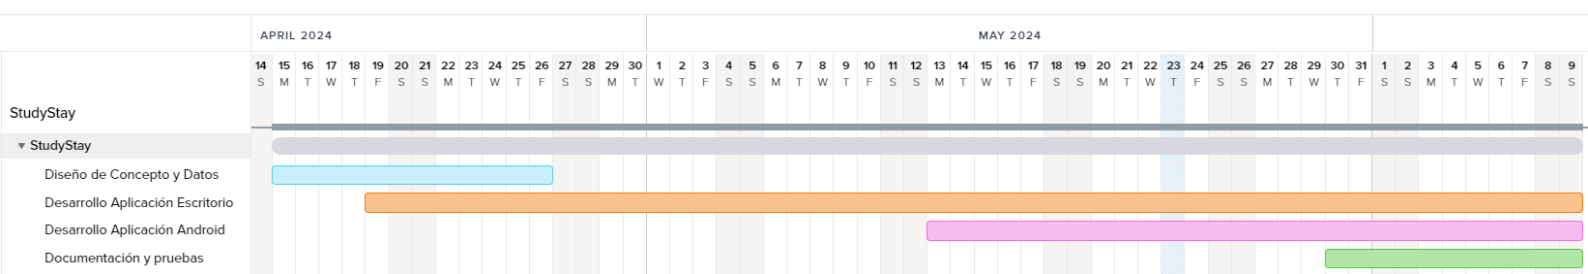 APRIL 2024 MAY 2024
14 15 16 17 18 19 20 21 22 23 24 25 26 27 28 29 30 1 2 3 4 5 6 7 8 9 10 11 12 13 14 15 16 17 18 19 20 21 22 23 24 25 26 27 28 29 30 31 1 2 3 4 5 6 7 8 9
S M T W T F S S M T W T F S S M T W T F S S M T W T F S S M T W T F S S M T W T F S S M T W T F S S M T W T F S S
StudyStay
StudyStay
Diseño de Concepto y Datos
Desarrollo Aplicación Escritorio
Desarrollo Aplicación Android
Documentación y pruebas